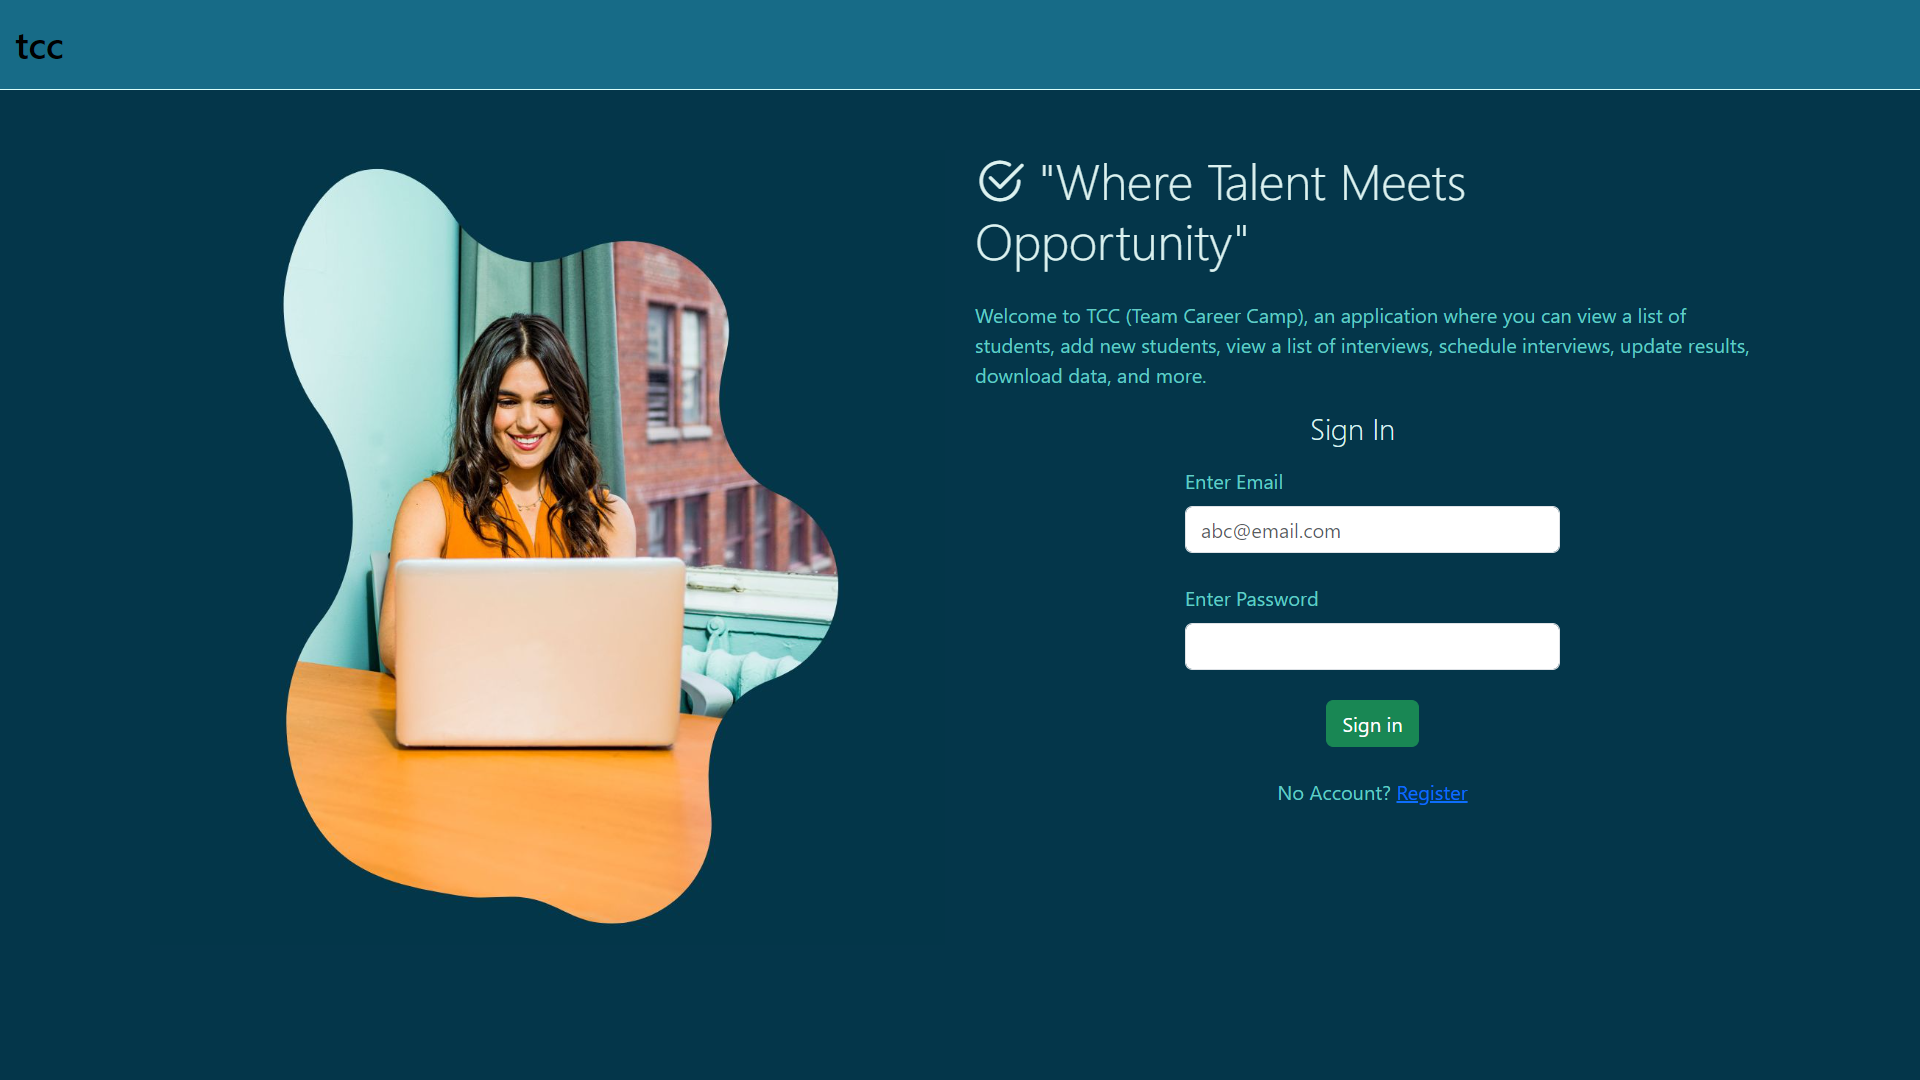 tcc
"Where Talent Meets
Opportunity"
Welcome to TCC (Team Career Camp), an application where you can view a list of
students, add new students, view a list of interviews, schedule interviews, update results,
download data, and more.
Sign In
Enter Email
abc@email.com
Enter Password
Sign in
No Account? Register